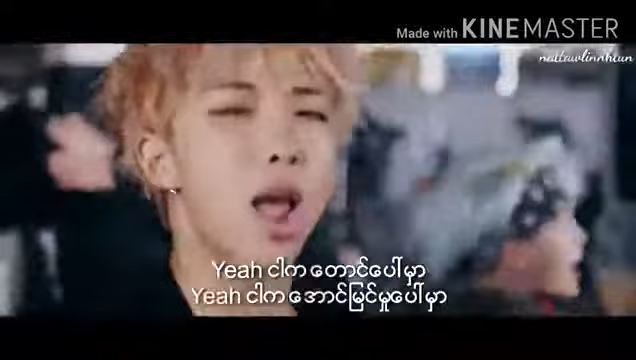 Made with KINEMASTER
naitawlinnhtun
Yeah ငါက တောင်ပေါ်မှာ
Yeah ငါက အောင်မြင်မှုပေါ်မှာ